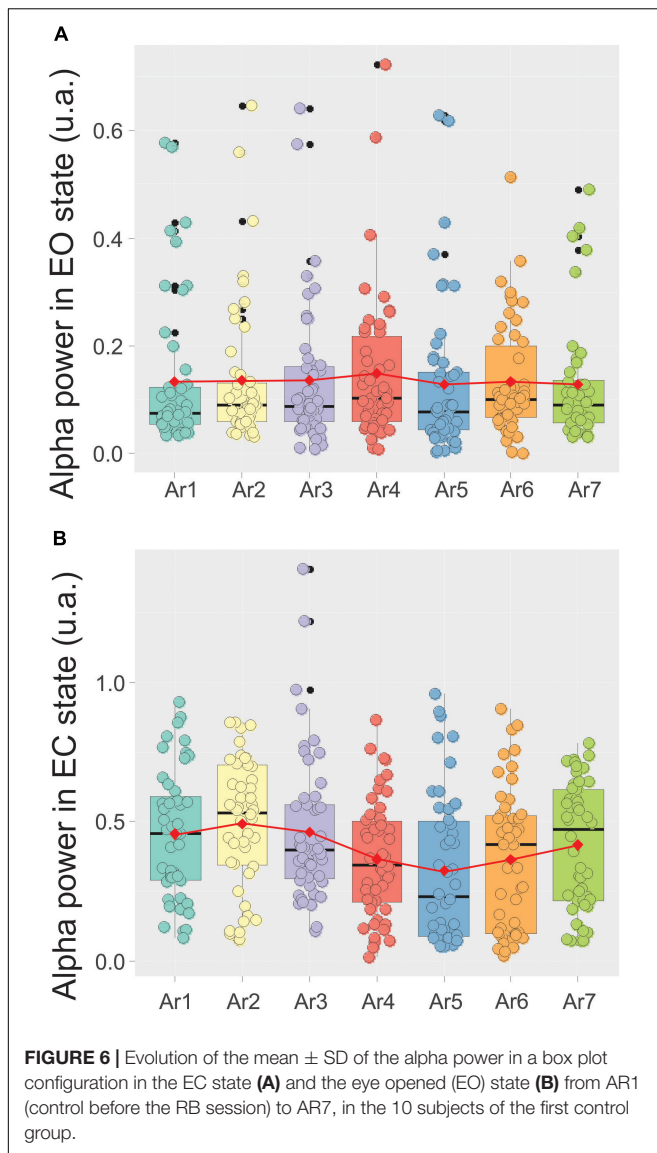 A
Alpha power in EO state (u.a.)
0.6
0.4
0.2
0.0
Ar1 Ar2 Ar3 Ar4 Ar5 Ar6 Ar7
B
Alpha power in EC state (u.a.)
1.0
0.5
0.0
Ar1 Ar2 Ar3 Ar4 Ar5 Ar6 Ar7
FIGURE 6 | Evolution of the mean ± SD of the alpha power in a box plot
configuration in the EC state (A) and the eye opened (EO) state (B) from AR1
(control before the RB session) to AR7, in the 10 subjects of the first control
group.